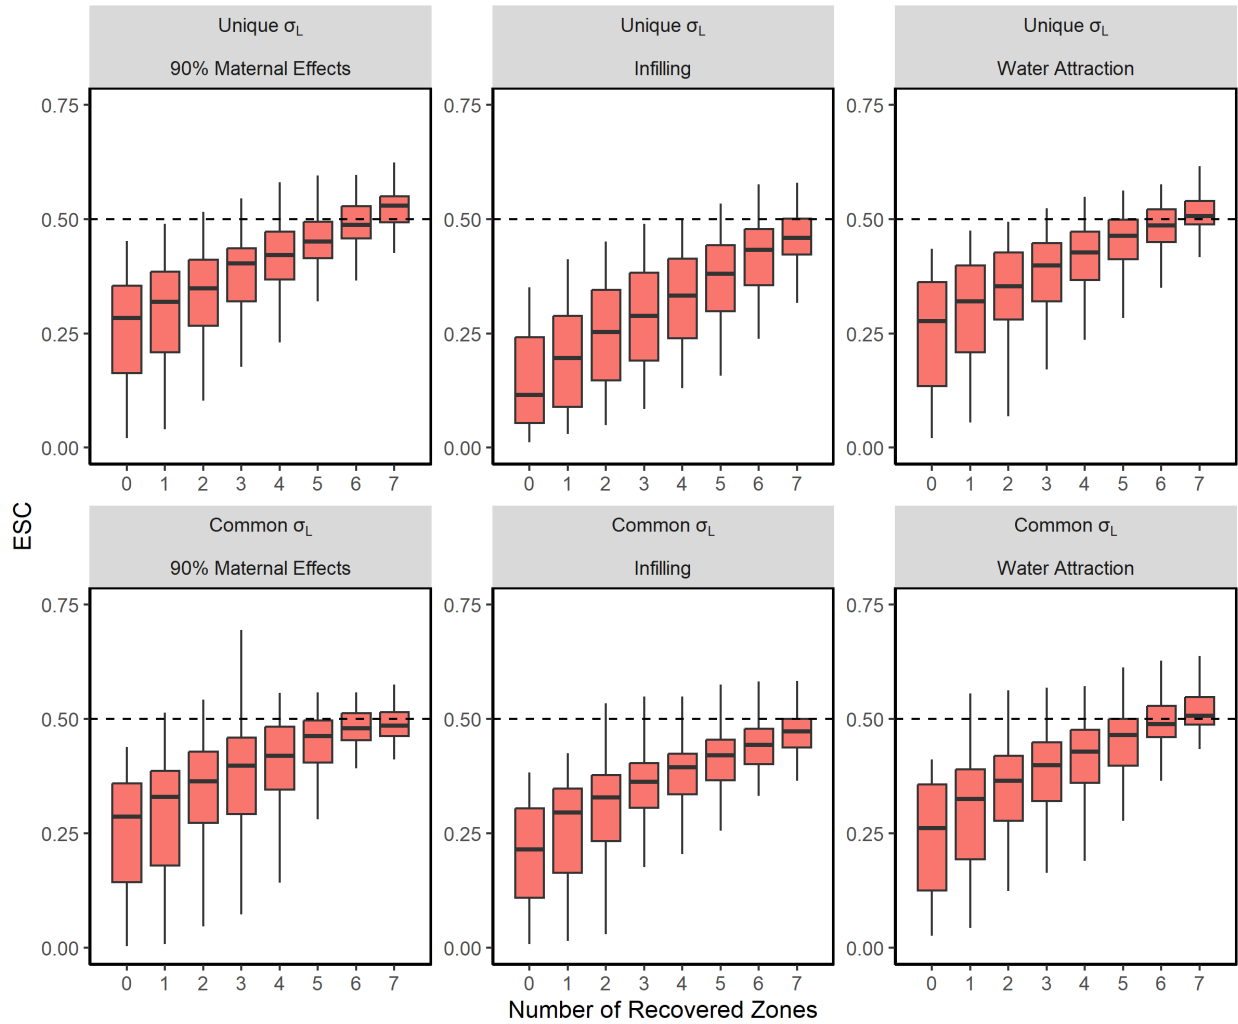 Unique σL
90% Maternal Effects
Unique σL
Infilling
Unique σL
Water Attraction
0.75
0.50
0.25
0.00
0 1 2 3 4 5 6 7
0.75
0.50
0.25
0.00
0 1 2 3 4 5 6 7
0.75
0.50
0.25
0.00
0 1 2 3 4 5 6 7
ESC
Common σL
90% Maternal Effects
Common σL
Infilling
Common σL
Water Attraction
0.75
0.50
0.25
0.00
0 1 2 3 4 5 6 7
0.75
0.50
0.25
0.00
0 1 2 3 4 5 6 7
0.75
0.50
0.25
0.00
0 1 2 3 4 5 6 7
Number of Recovered Zones